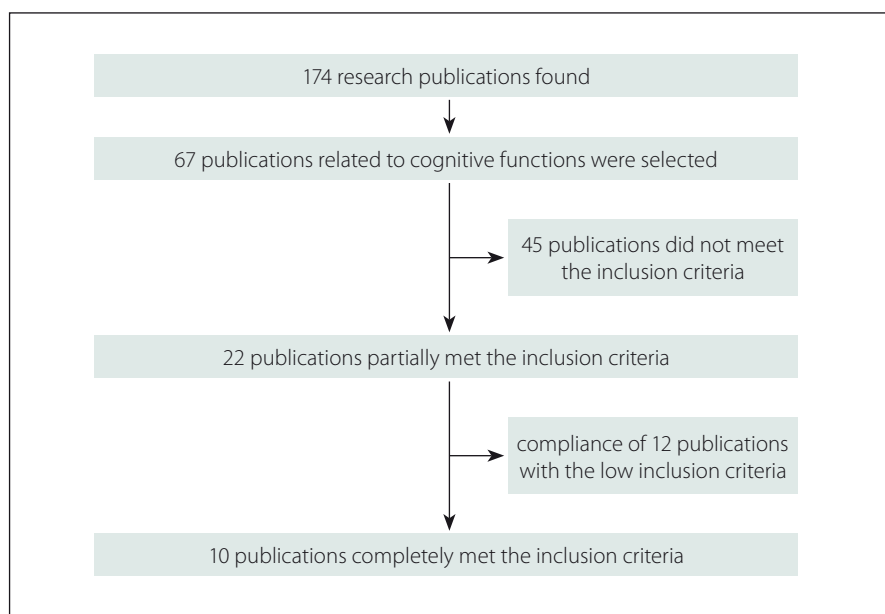 174 research publications found
67 publications related to cognitive functions were selected
45 publications did not meet
the inclusion criteria
22 publications partially met the inclusion criteria
compliance of 12 publications
with the low inclusion criteria
10 publications completely met the inclusion criteria